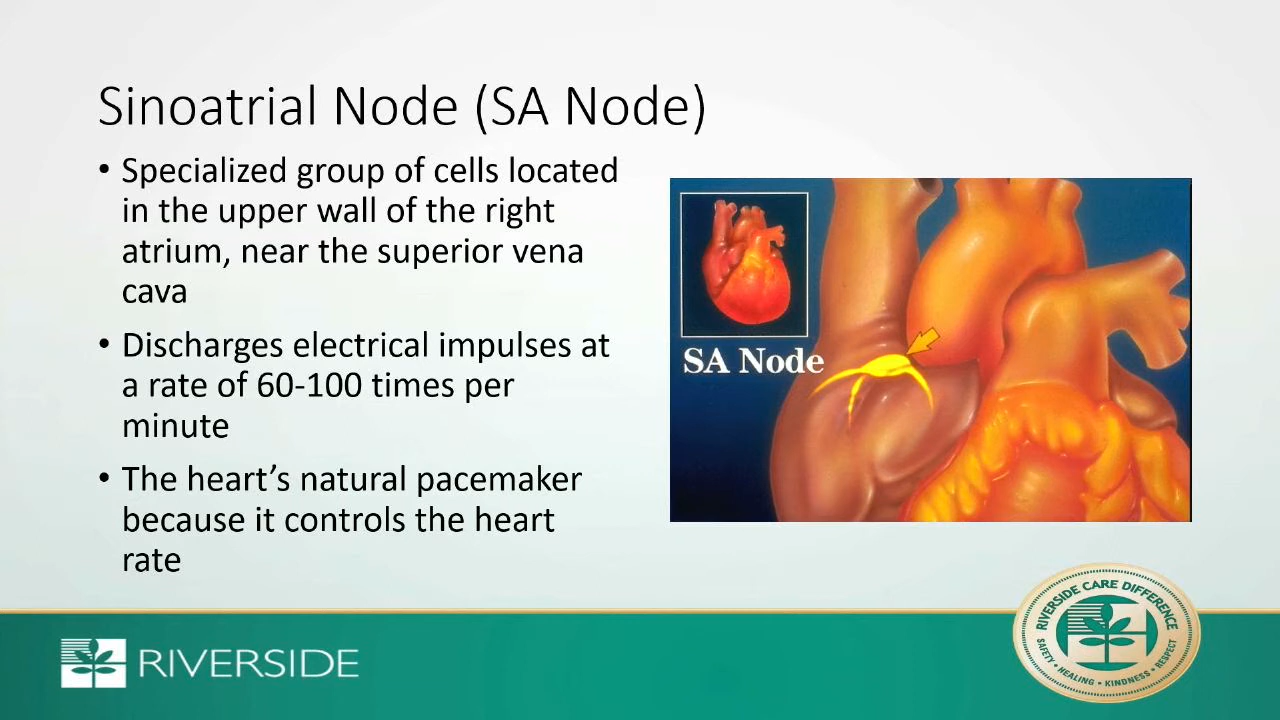 Sinoatrial Node (SA Node)
• Specialized group of cells located
in the upper wall of the right
atrium, near the superior vena
cava
• Discharges electrical impulses at
a rate of 60-100 times per
minute
• The heart’s natural pacemaker
because it controls the heart
rate
SA Node
RIVERSIDE
RIVERSIDE CARE DIFFERENCE
SAFETY • HEALING • KINDNESS • RESPECT